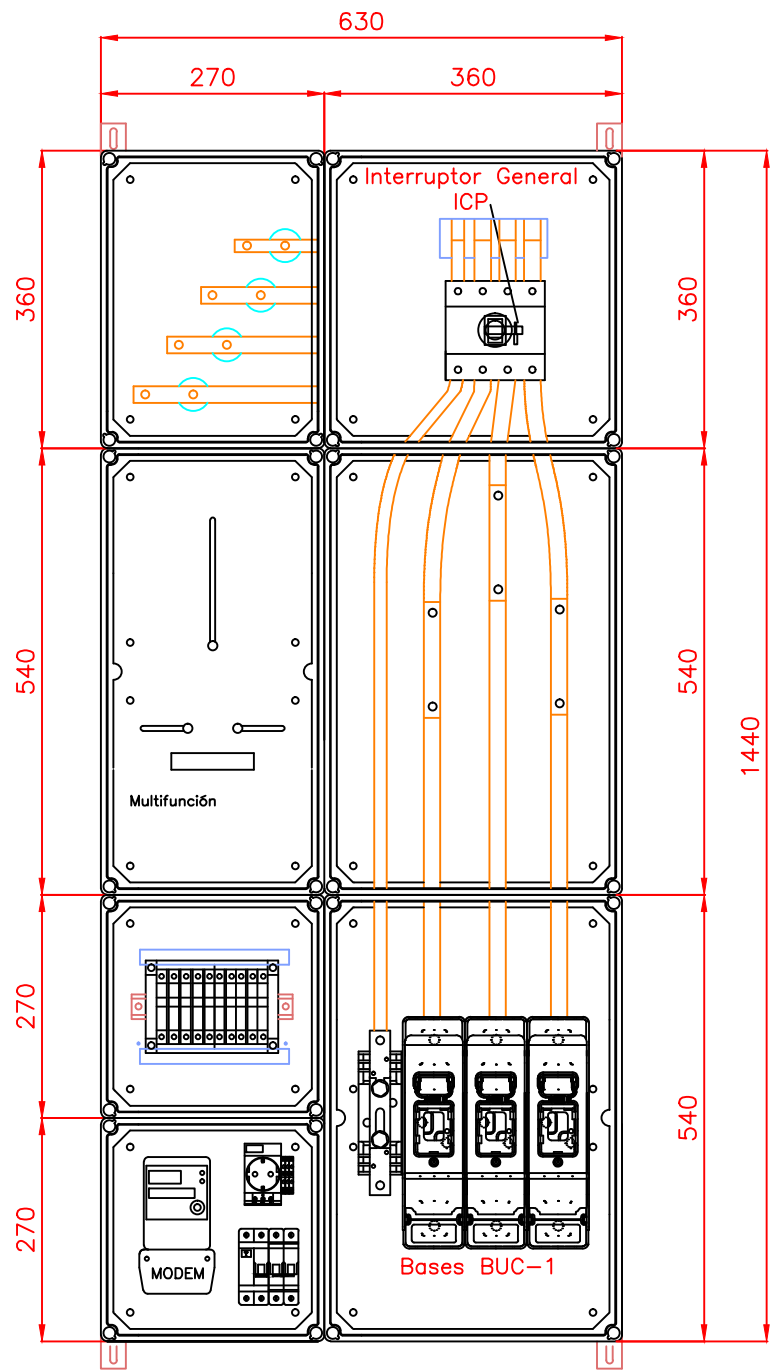 630
270
360
Interruptor General
ICP
360
360
540
540
1440
Multifunción
270
540
270
MODEM
Bases BUC-1